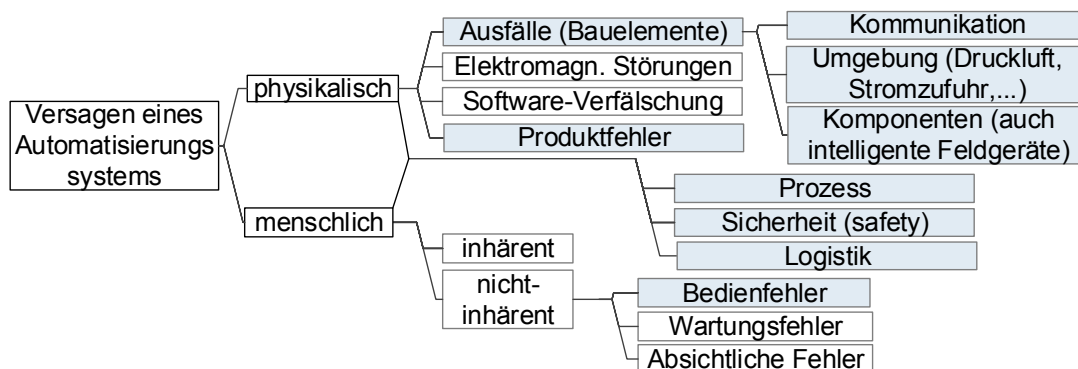 Versagen eines
Automatisierungs
systems
physikalisch
menschlich
Ausfälle (Bauelemente)
Elektromagn. Störungen
Software-Verfälschung
Produktfehler
Kommunikation
Umgebung (Druckluft,
Stromzufuhr,...)
Komponenten (auch
intelligente Feldgeräte)
Prozess
Sicherheit (safety)
Logistik
inhärent
nicht-
inhärent
Bedienfehler
Wartungsfehler
Absichtliche Fehler